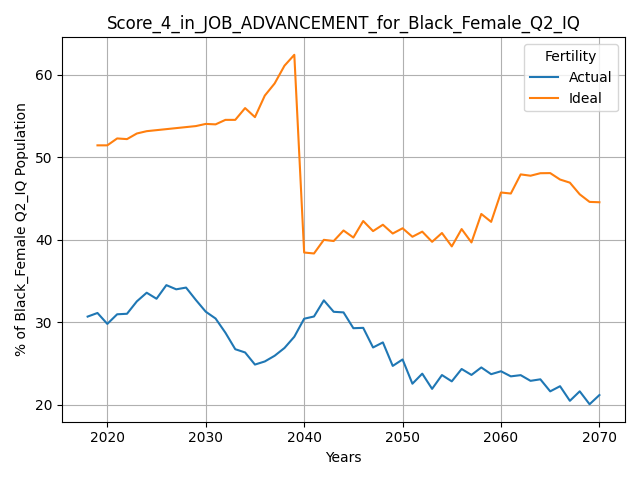 Score_4_in_JOB_ADVANCEMENT_for_Black_Female_Q2_IQ
Fertility
Actual
Ideal
% of Black_Female Q2_IQ Population
60
50
40
30
20
2020 2030 2040 2050 2060 2070
Years